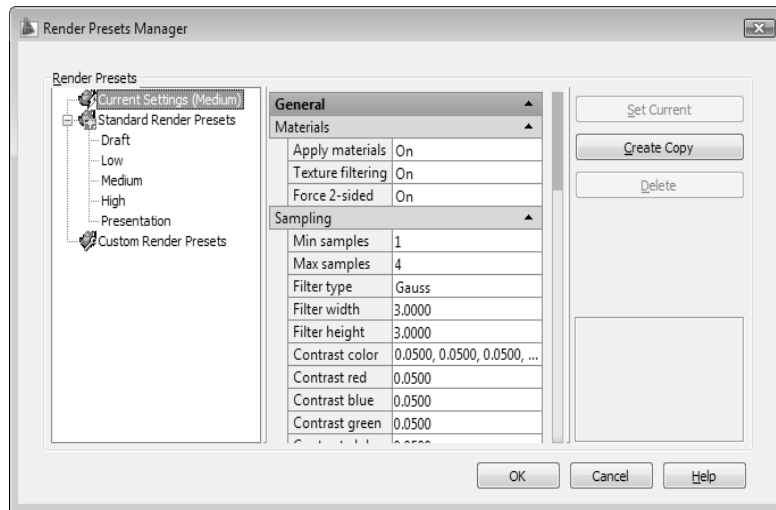 Render Presets Manager
Render Presets
Current Settings (Medium)
Standard Render Presets
Draft
Low
Medium
High
Presentation
Custom Render Presets
General
Materials
Apply materials On
Texture filtering On
Force 2-sided On
Sampling
Min samples 1
Max samples 4
Filter type Gauss
Filter width 3.0000
Filter height 3.0000
Contrast color 0.0500, 0.0500, 0.0500, ...
Contrast red 0.0500
Contrast blue 0.0500
Contrast green 0.0500
Set Current
Create Copy
Delete
OK Cancel Help